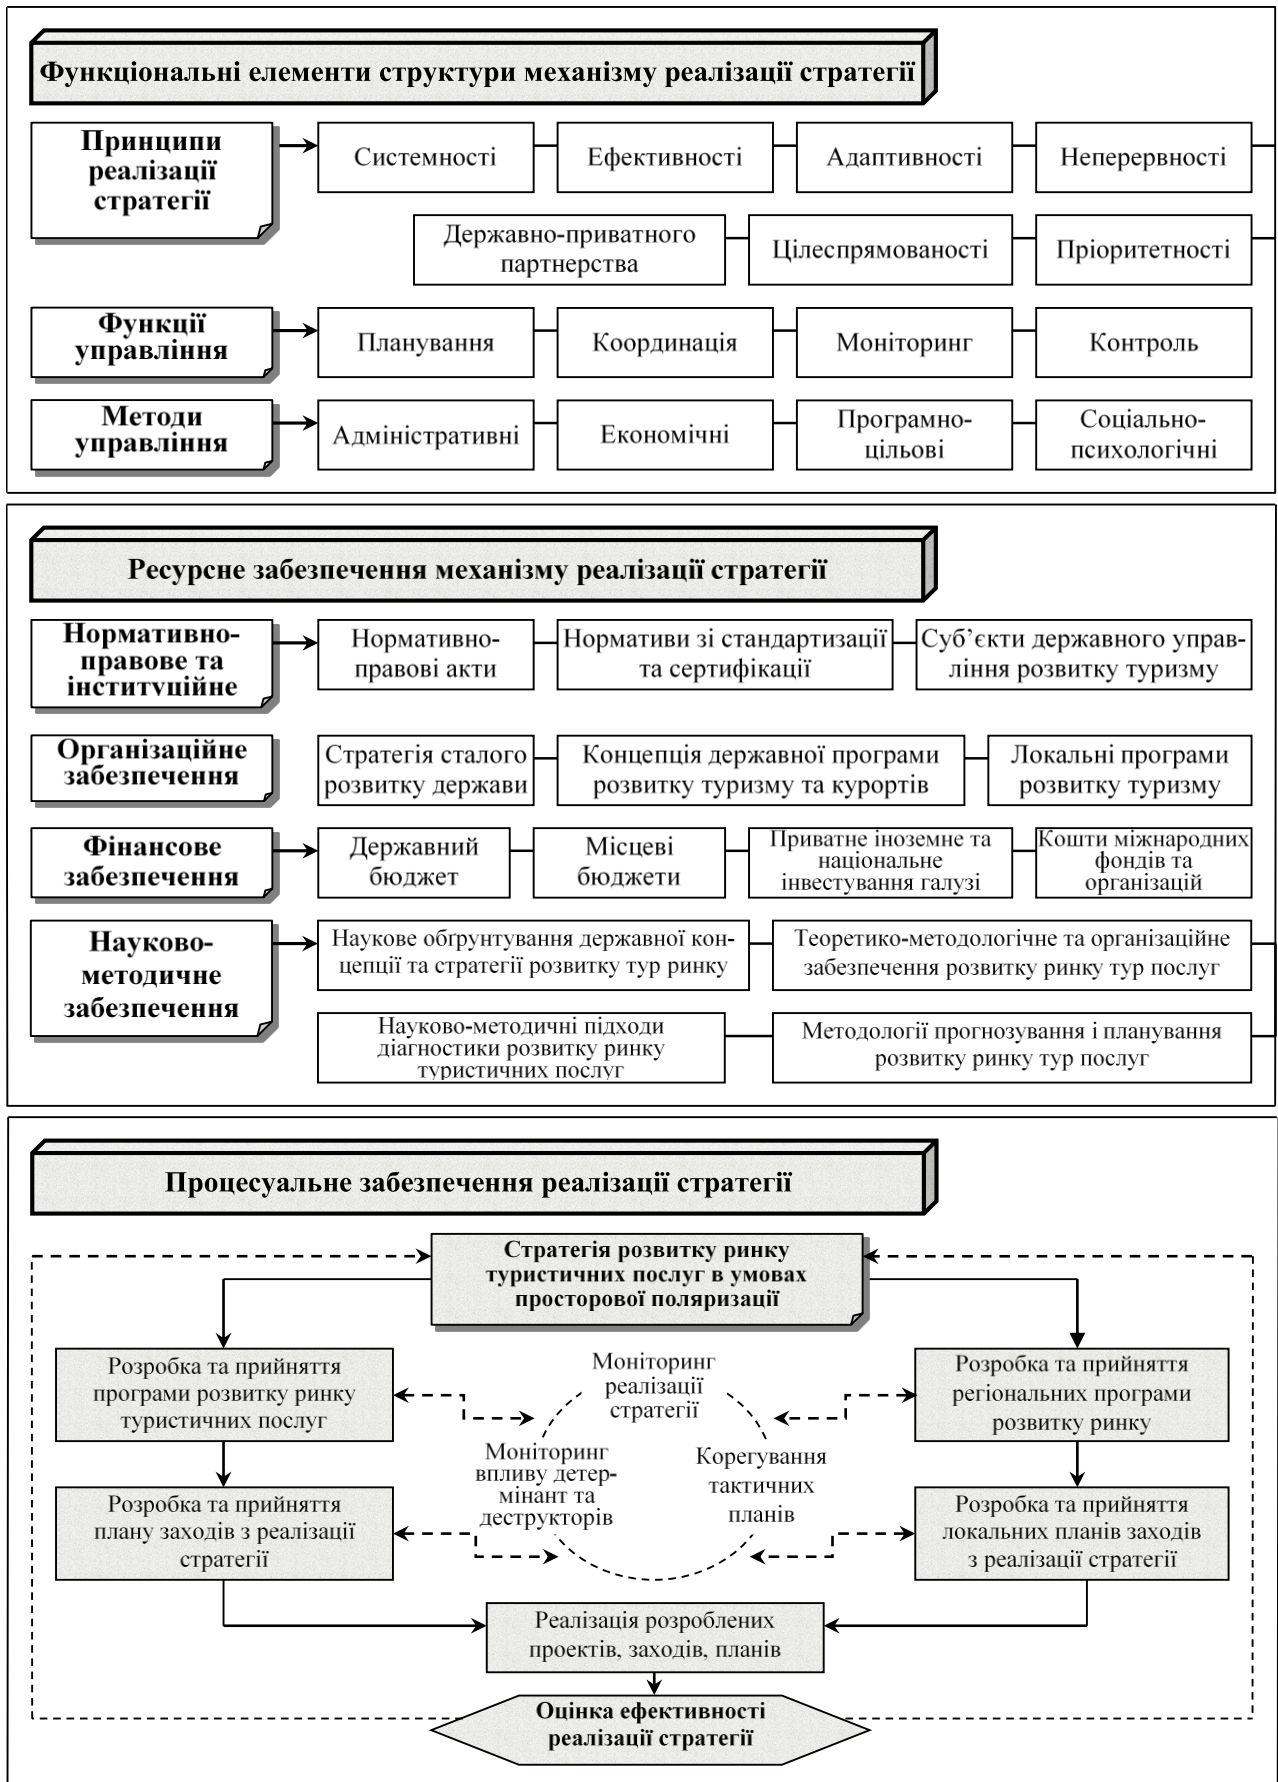 Функціональні елементи структури механізму реалізації стратегії
Принципи
реалізації
стратегії
Системності
Ефективності
Адаптивності
Неперервності
Державно-приватного
партнерства
Цілеспрямованості
Пріоритетності
Функції
управління
Планування
Координація
Моніторинг
Контроль
Методи
управління
Адміністративні
Економічні
Програмно-
цільові
Соціально-
психологічні
Ресурсне забезпечення механізму реалізації стратегії
Нормативно-
правове та
інституційне
Нормативно-
правові акти
Нормативи зі стандартизації
та сертифікації
Суб’єкти державного управ-
ління розвитку туризму
Організаційне
забезпечення
Стратегія сталого
розвитку держави
Концепція державної програми
розвитку туризму та курортів
Локальні програми
розвитку туризму
Фінансове
забезпечення
Державний
бюджет
Місцеві
бюджети
Приватне іноземне та
національне
інвестування галузі
Кошти міжнародних
фондів та
організацій
Науково-
методичне
забезпечення
Наукове обґрунтування державної кон-
цепції та стратегії розвитку тур ринку
Теоретико-методологічне та організаційне
забезпечення розвитку ринку тур послуг
Науково-методичні підходи
діагностики розвитку ринку
туристичних послуг
Методології прогнозування і планування
розвитку ринку тур послуг
Процесуальне забезпечення реалізації стратегії
Стратегія розвитку ринку
туристичних послуг в умовах
просторової поляризації
Розробка та прийняття
програми розвитку ринку
туристичних послуг
Моніторинг
реалізації
стратегії
Розробка та прийняття
регіональних програми
розвитку ринку
Моніторинг
впливу детер-
мінант та
деструкторів
Корегування
тактичних
планів
Розробка та прийняття
плану заходів з реалізації
стратегії
Розробка та прийняття
локальних планів заходів
з реалізації стратегії
Реалізація розроблених
проектів, заходів, планів
Оцінка ефективності
реалізації стратегії